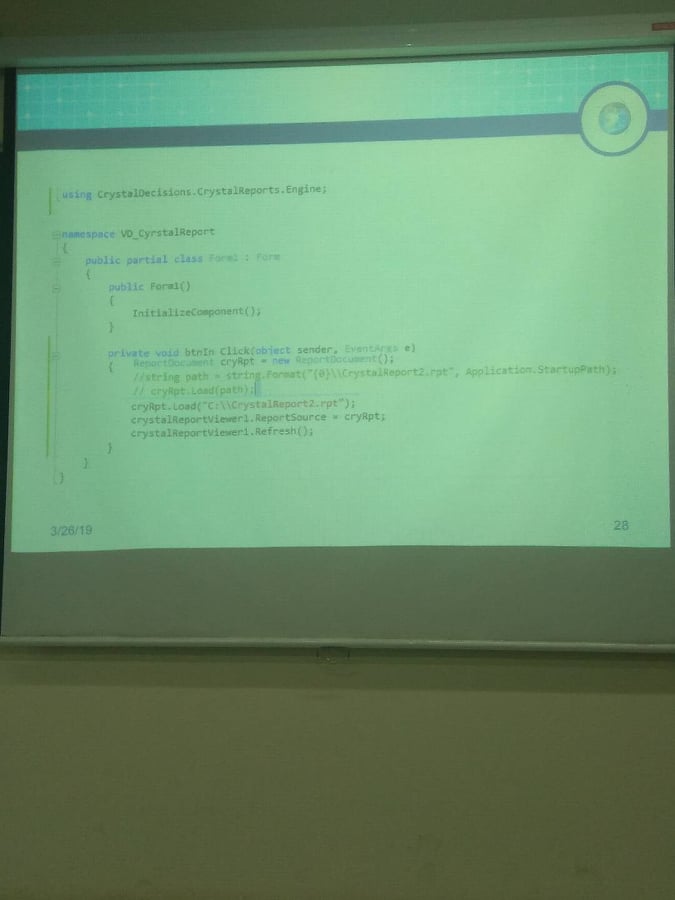 using CrystalDecisions.CrystalReports.Engine;
namespace VD_CyrstalReport
{
public partial class Form1 : Form
{
public Form1()
{
InitializeComponent();
}
private void btnIn Click(object sender, EventArgs e)
{
ReportDocument cryRpt = new ReportDocument();
//string path = string.Format("{0}\\CrystalReport2.rpt", Application.StartupPath);
// cryRpt.Load(path);
cryRpt.Load("C:\\CrystalReport2.rpt");
crystalReportViewer1.ReportSource = cryRpt;
crystalReportViewer1.Refresh();
}
}
}
3/26/19
28